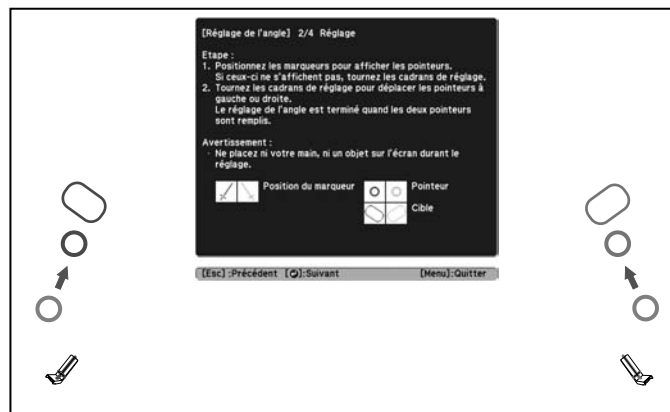 [Réglage de l'angle]  2/4  Réglage
Etape :
1. Positionnez les marqueurs pour afficher les pointeurs.
Si ceux-ci ne s'affichent pas, tournez les cadrans de réglage.
2. Tournez les cadrans de réglage pour déplacer les pointeurs à
gauche ou droite.
Le réglage de l'angle est terminé quand les deux pointeurs
sont remplis.
Avertissement :
· Ne placez ni votre main, ni un objet sur l'écran durant le
réglage.
Position du marqueur
Pointeur
Cible
[Esc] :Précédent  [ ]:Suivant  [Menu]:Quitter